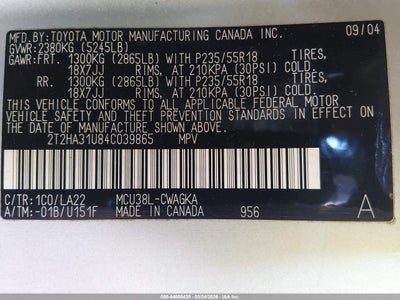 MFD.BY:TOYOTA MOTOR MANUFACTURING CANADA INC. 09/04
GVWR:2380KG (5245LB)
GAWR:FRT. 1300KG (2865LB)WITH P235/55R18 TIRES,
18X7JJ RIMS, AT 210KPA (30PSI) COLD
RR. 1300KG (2865LB)WITH P235/55R18 TIRES,
18X7JJ RIMS, AT 210KPA (30PSI) COLD
THIS VEHICLE CONFORMS TO ALL APPLICABLE FEDERAL MOTOR
VEHICLE SAFETY STANDARDS IN EFFECT ON THE DATE OF
MANUFACTURE SHOWN ABOVE.
2T2HA31U84C039865 MPV
C/TR:1C0/LA22 MCU38L-CWAGKA
A/TM:-01B/U151F MADE IN CANADA 956 A